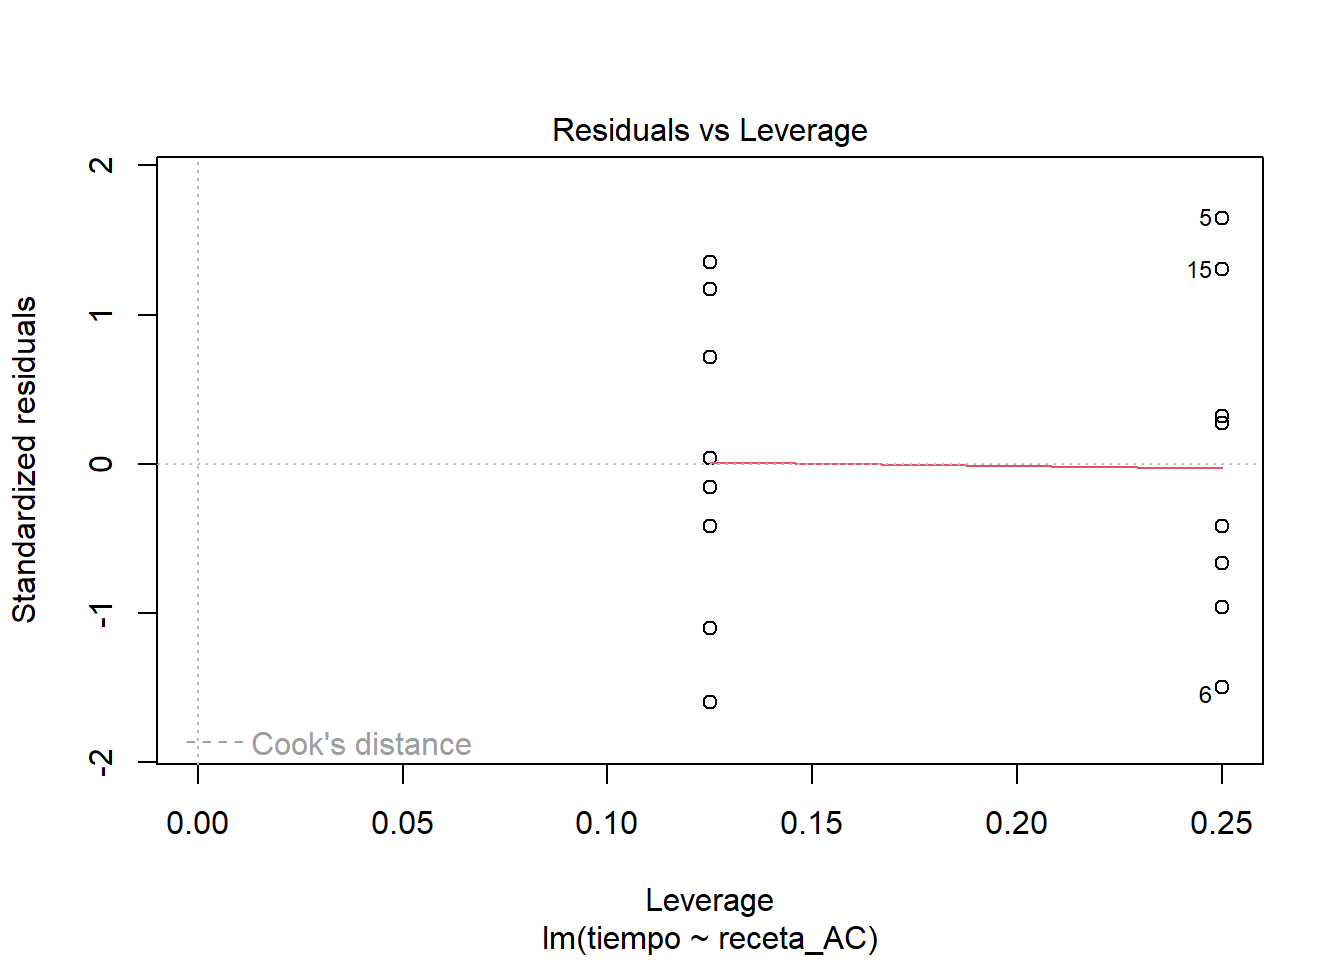 Residuals vs Leverage
Standardized residuals
2
1
0
-1
-2
5
15
6
Cook's distance
0.00 0.05 0.10 0.15 0.20 0.25
Leverage
lm(tiempo ~ receta_AC)